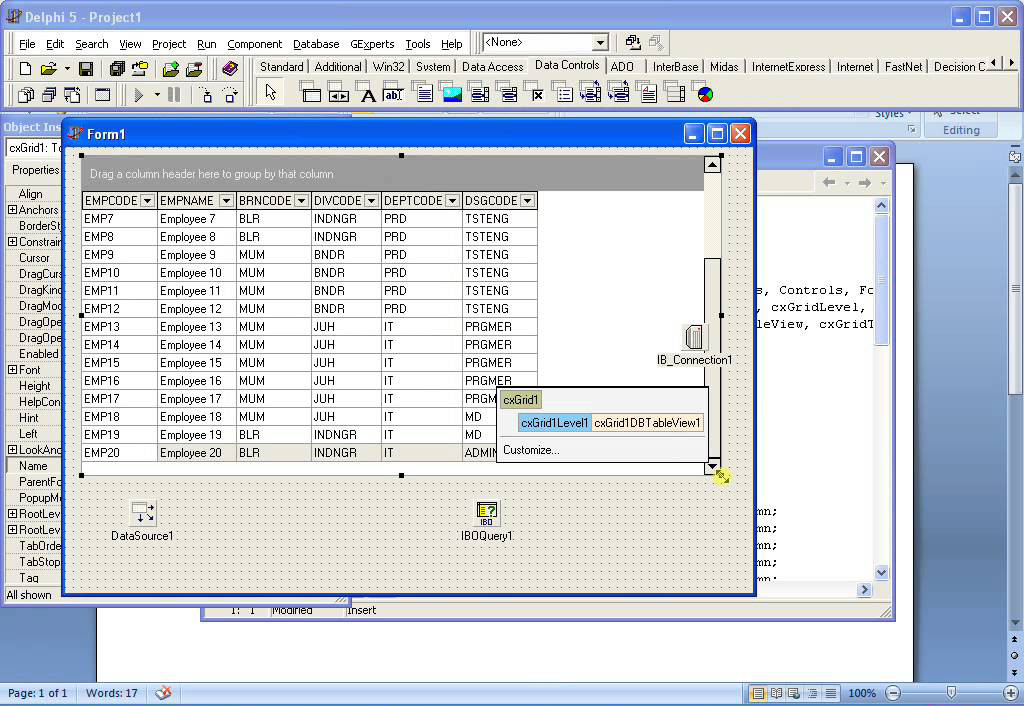 Delphi 5 - Project1
File Edit Search View Project Run Component Database GExperts Tools Help <None>
Standard Additional Win32 System Data Access Data Controls ADO InterBase Midas InternetExpress Internet FastNet Decision C
Styles
Select
Editing
Object Ins
cxGrid1: To
Properties
Align
Anchors
BorderSt
Constrain
Cursor
DragCurs
DragKind
DragMod
DragOpe
DragOpe
Enabled
Font
Height
HelpCon
Hint
Left
LookAnd
Name
ParentFo
PopupMe
RootLev
RootLev
TabOrde
TabStop
Tag
All shown
Form1
Drag a column header here to group by that column
EMPCODE EMPNAME BRNCODE DIVCODE DEPTCODE DSGCODE
EMP7 Employee 7 BLR INDNGR PRD TSTENG
EMP8 Employee 8 BLR INDNGR PRD TSTENG
EMP9 Employee 9 MUM BNDR PRD TSTENG
EMP10 Employee 10 MUM BNDR PRD TSTENG
EMP11 Employee 11 MUM BNDR PRD TSTENG
EMP12 Employee 12 MUM BNDR PRD TSTENG
EMP13 Employee 13 MUM JUH IT PRGMER
EMP14 Employee 14 MUM JUH IT PRGMER
EMP15 Employee 15 MUM JUH IT PRGMER
EMP16 Employee 16 MUM JUH IT PRGMER
EMP17 Employee 17 MUM JUH IT PRGM
EMP18 Employee 18 MUM JUH IT MD
EMP19 Employee 19 BLR INDNGR IT MD
EMP20 Employee 20 BLR INDNGR IT ADMIN
IB_Connection1
cxGrid1
cxGrid1Level1 cxGrid1DBTableView1
Customize...
DataSource1
IBOQuery1
IBO
s, Controls, Fo
, cxGridLevel,
leView, cxGridT
mn;
mn;
mn;
mn;
mn;
1: 1 Modified Insert
Page: 1 of 1 Words: 17 100%